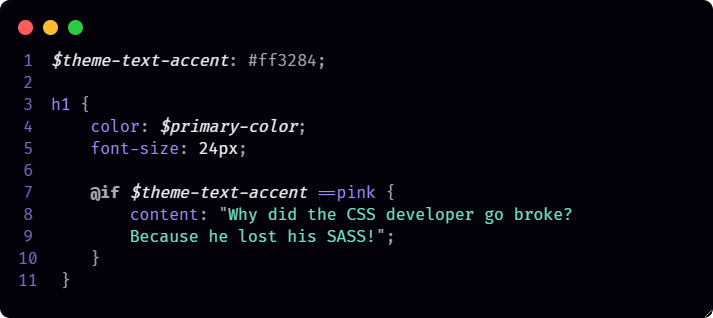 1 $theme-text-accent: #ff3284;
2
3 h1 {
4     color: $primary-color;
5     font-size: 24px;
6
7     @if $theme-text-accent ==pink {
8         content: "Why did the CSS developer go broke?
9         Because he lost his SASS!";
10     }
11  }